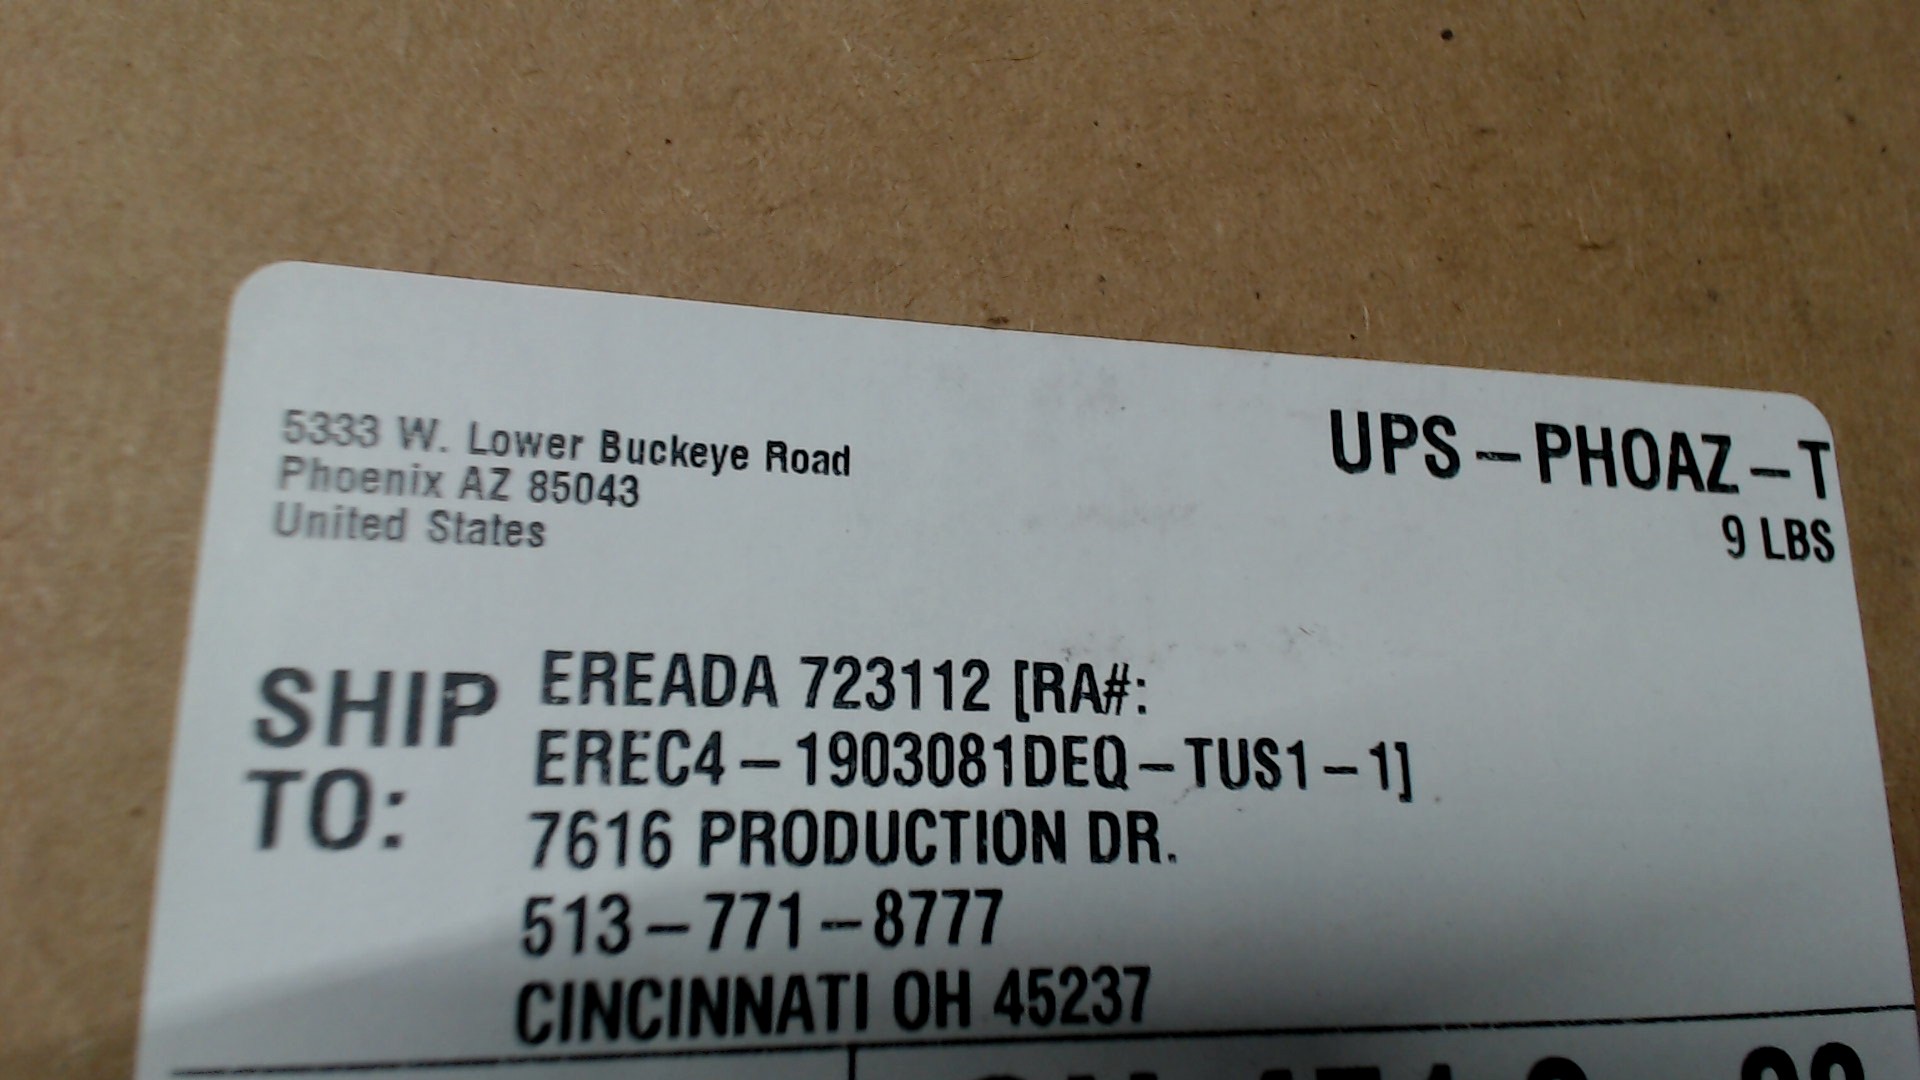 5333 W. Lower Buckeye Road
Phoenix AZ 85043
United States
UPS-PHOAZ-T
9 LBS
SHIP TO:
EREADA 723112 [RA#:
EREC4-1903081DEQ-TUS1-1]
7616 PRODUCTION DR.
513-771-8777
CINCINNATI OH 45237